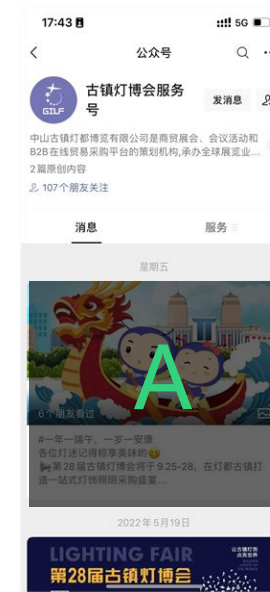 17:43
5G
公众号
GILF
古镇灯博会服务
号
发消息
中山古镇灯都博览有限公司是商贸展会、会议活动和
B2B在线贸易采购平台的策划机构,承办全球展览业...
2篇原创内容
107个朋友关注
消息
服务
星期五
A
6个朋友看过
#一年一端午，一岁一安康
各位灯迷记得粽享美味哟
第28届古镇灯博会将于9.25-28，在灯都古镇打
造一站式灯饰照明采购盛宴...
2022年5月19日
LIGHTING FAIR
第28届古镇灯博会